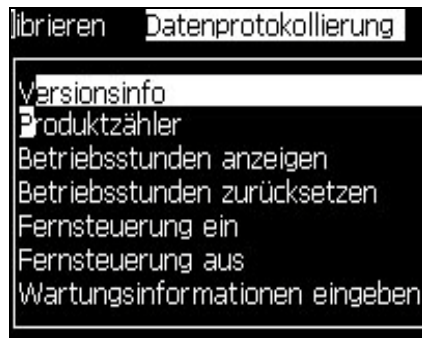 librieren Datenprotokollierung
Versionsinfo
Produktzähler
Betriebsstunden anzeigen
Betriebsstunden zurücksetzen
Fernsteuerung ein
Fernsteuerung aus
Wartungsinformationen eingeben